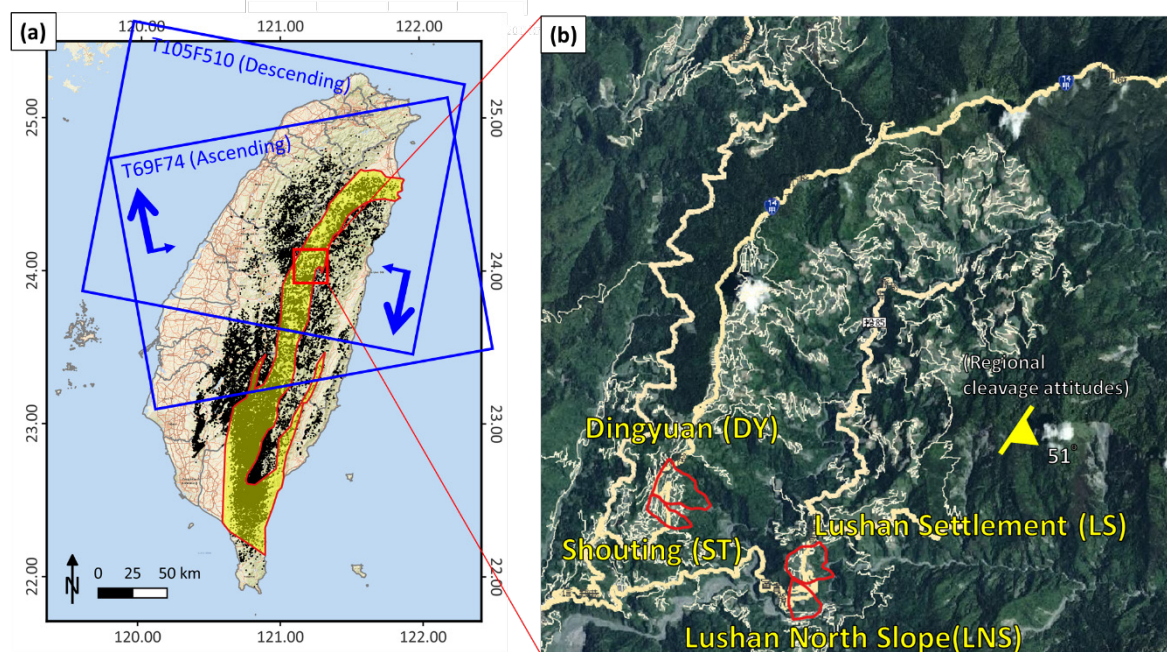 (a)
120.00
121.00
122.00
T105F510 (Descending)
T69F74 (Ascending)
25.00
24.00
23.00
22.00
25.00
24.00
23.00
22.00
N
0 25 50 km
120.00
121.00
122.00
(b)
14
14
(Regional
cleavage attitudes)
51°
Dingyuan (DY)
Shouting (ST)
Lushan Settlement (LS)
Lushan North Slope(LNS)